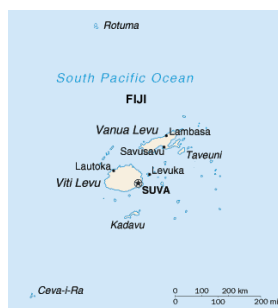 Rotuma
South Pacific Ocean
FIJI
Vanua Levu
Lambasa
Savusavu
Taveuni
Lautoka
Levuka
Viti Levu
SUVA
Kadavu
Ceva-i-Ra
0 100 200 km
0 100 200 mi